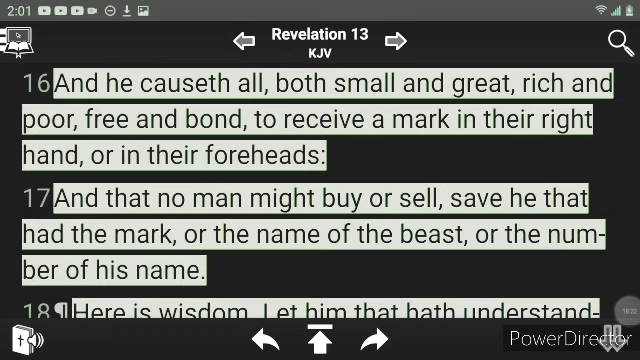 2:01
Revelation 13
KJV
16 And he causeth all, both small and great, rich and
poor, free and bond, to receive a mark in their right
hand, or in their foreheads:
17 And that no man might buy or sell, save he that
had the mark, or the name of the beast, or the num-
ber of his name.
18 ¶ Here is wisdom. Let him that hath understand-
18:22
PowerDirector